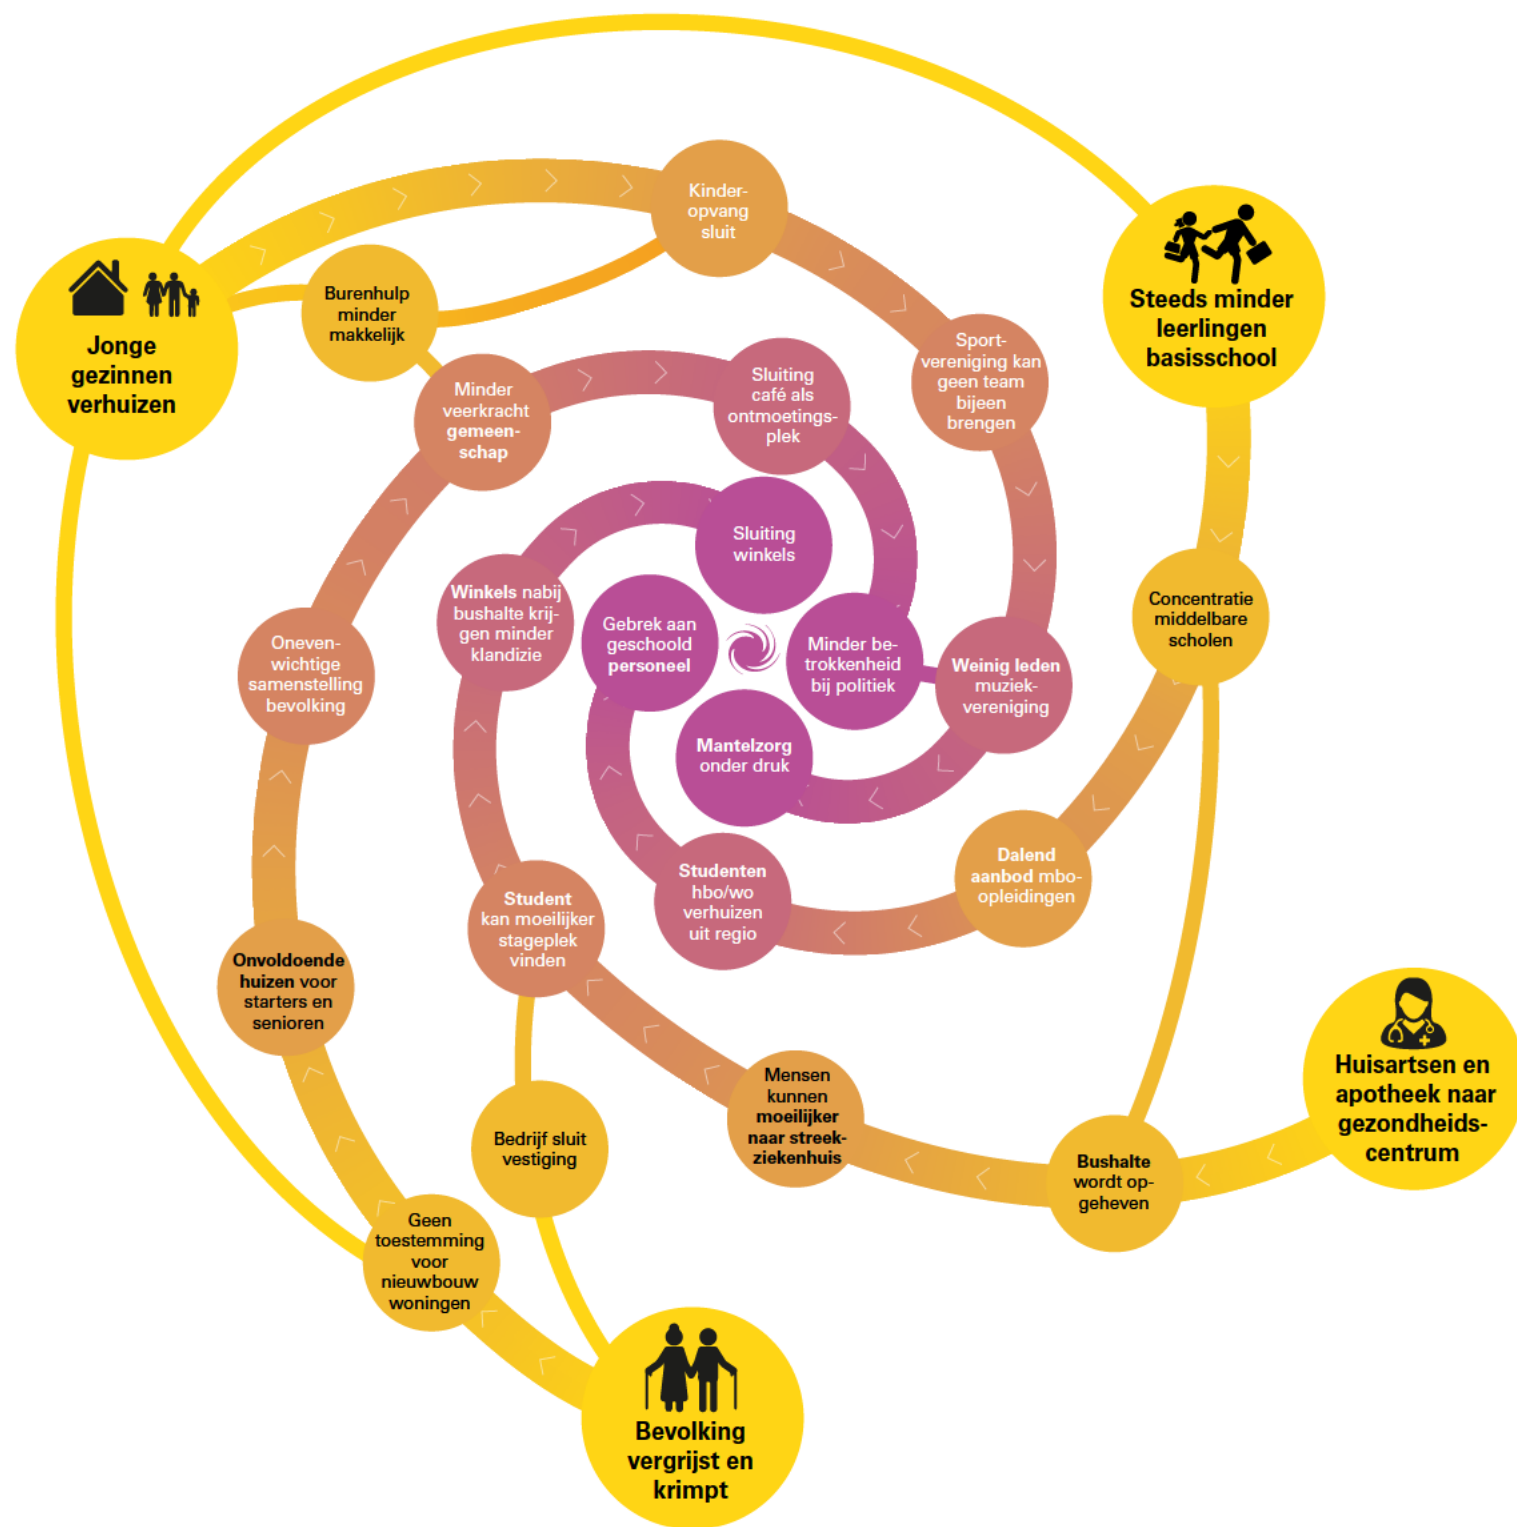 Kinder-
opvang
sluit
Steeds minder
leerlingen
basisschool
Jonge
gezinnen
verhuizen
Burenhulp
minder
makkelijk
Sport-
vereniging kan
geen team
bijeen
brengen
Minder
veerkracht
gemeen-
schap
Sluiting
café als
ontmoetings-
plek
Sluiting
winkels
Winkels nabij
bushalte krij-
gen minder
klandizie
Gebrek aan
geschoold
personeel
Minder be-
trokkenheid
bij politiek
Weinig leden
muziek-
vereniging
Concentratie
middelbare
scholen
Oneven-
wichtige
samenstelling
bevolking
Mantelzorg
onder druk
Dalend
aanbod mbo-
opleidingen
Studenten
hbo/wo
verhuizen
uit regio
Student
kan moeilijker
stageplek
vinden
Onvoldoende
huizen voor
starters en
senioren
Huisartsen en
apotheek naar
gezondheids-
centrum
Mensen
kunnen
moeilijker
naar streek-
ziekenhuis
Bushalte
wordt op-
geheven
Bedrijf sluit
vestiging
Geen
toestemming
voor
nieuwbouw
woningen
Bevolking
vergrijst en
krimpt